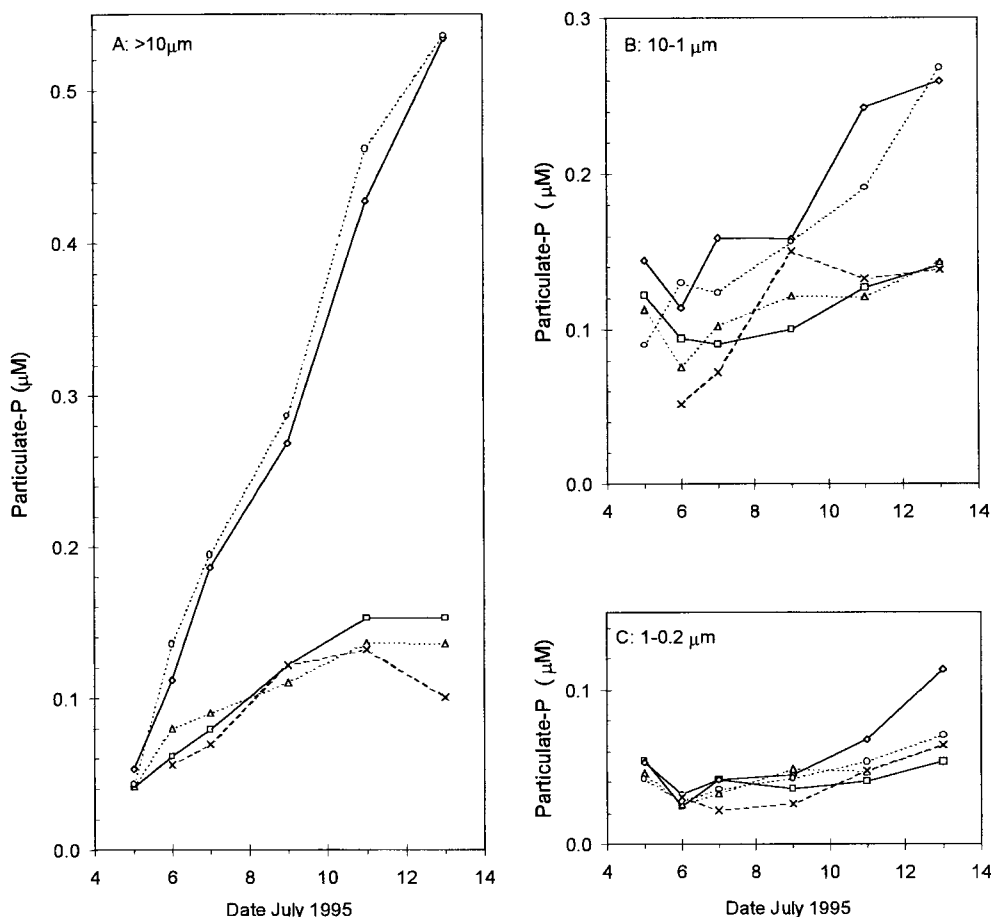 A: >10μm
Particulate-P (μM)
0.5
0.4
0.3
0.2
0.1
0.0
4 6 8 10 12 14
Date July 1995
B: 10-1 μm
Particulate-P ( μM)
0.3
0.2
0.1
0.0
4 6 8 10 12 14
C: 1-0.2 μm
Particulate-P ( μM)
0.1
0.0
4 6 8 10 12 14
Date July 1995